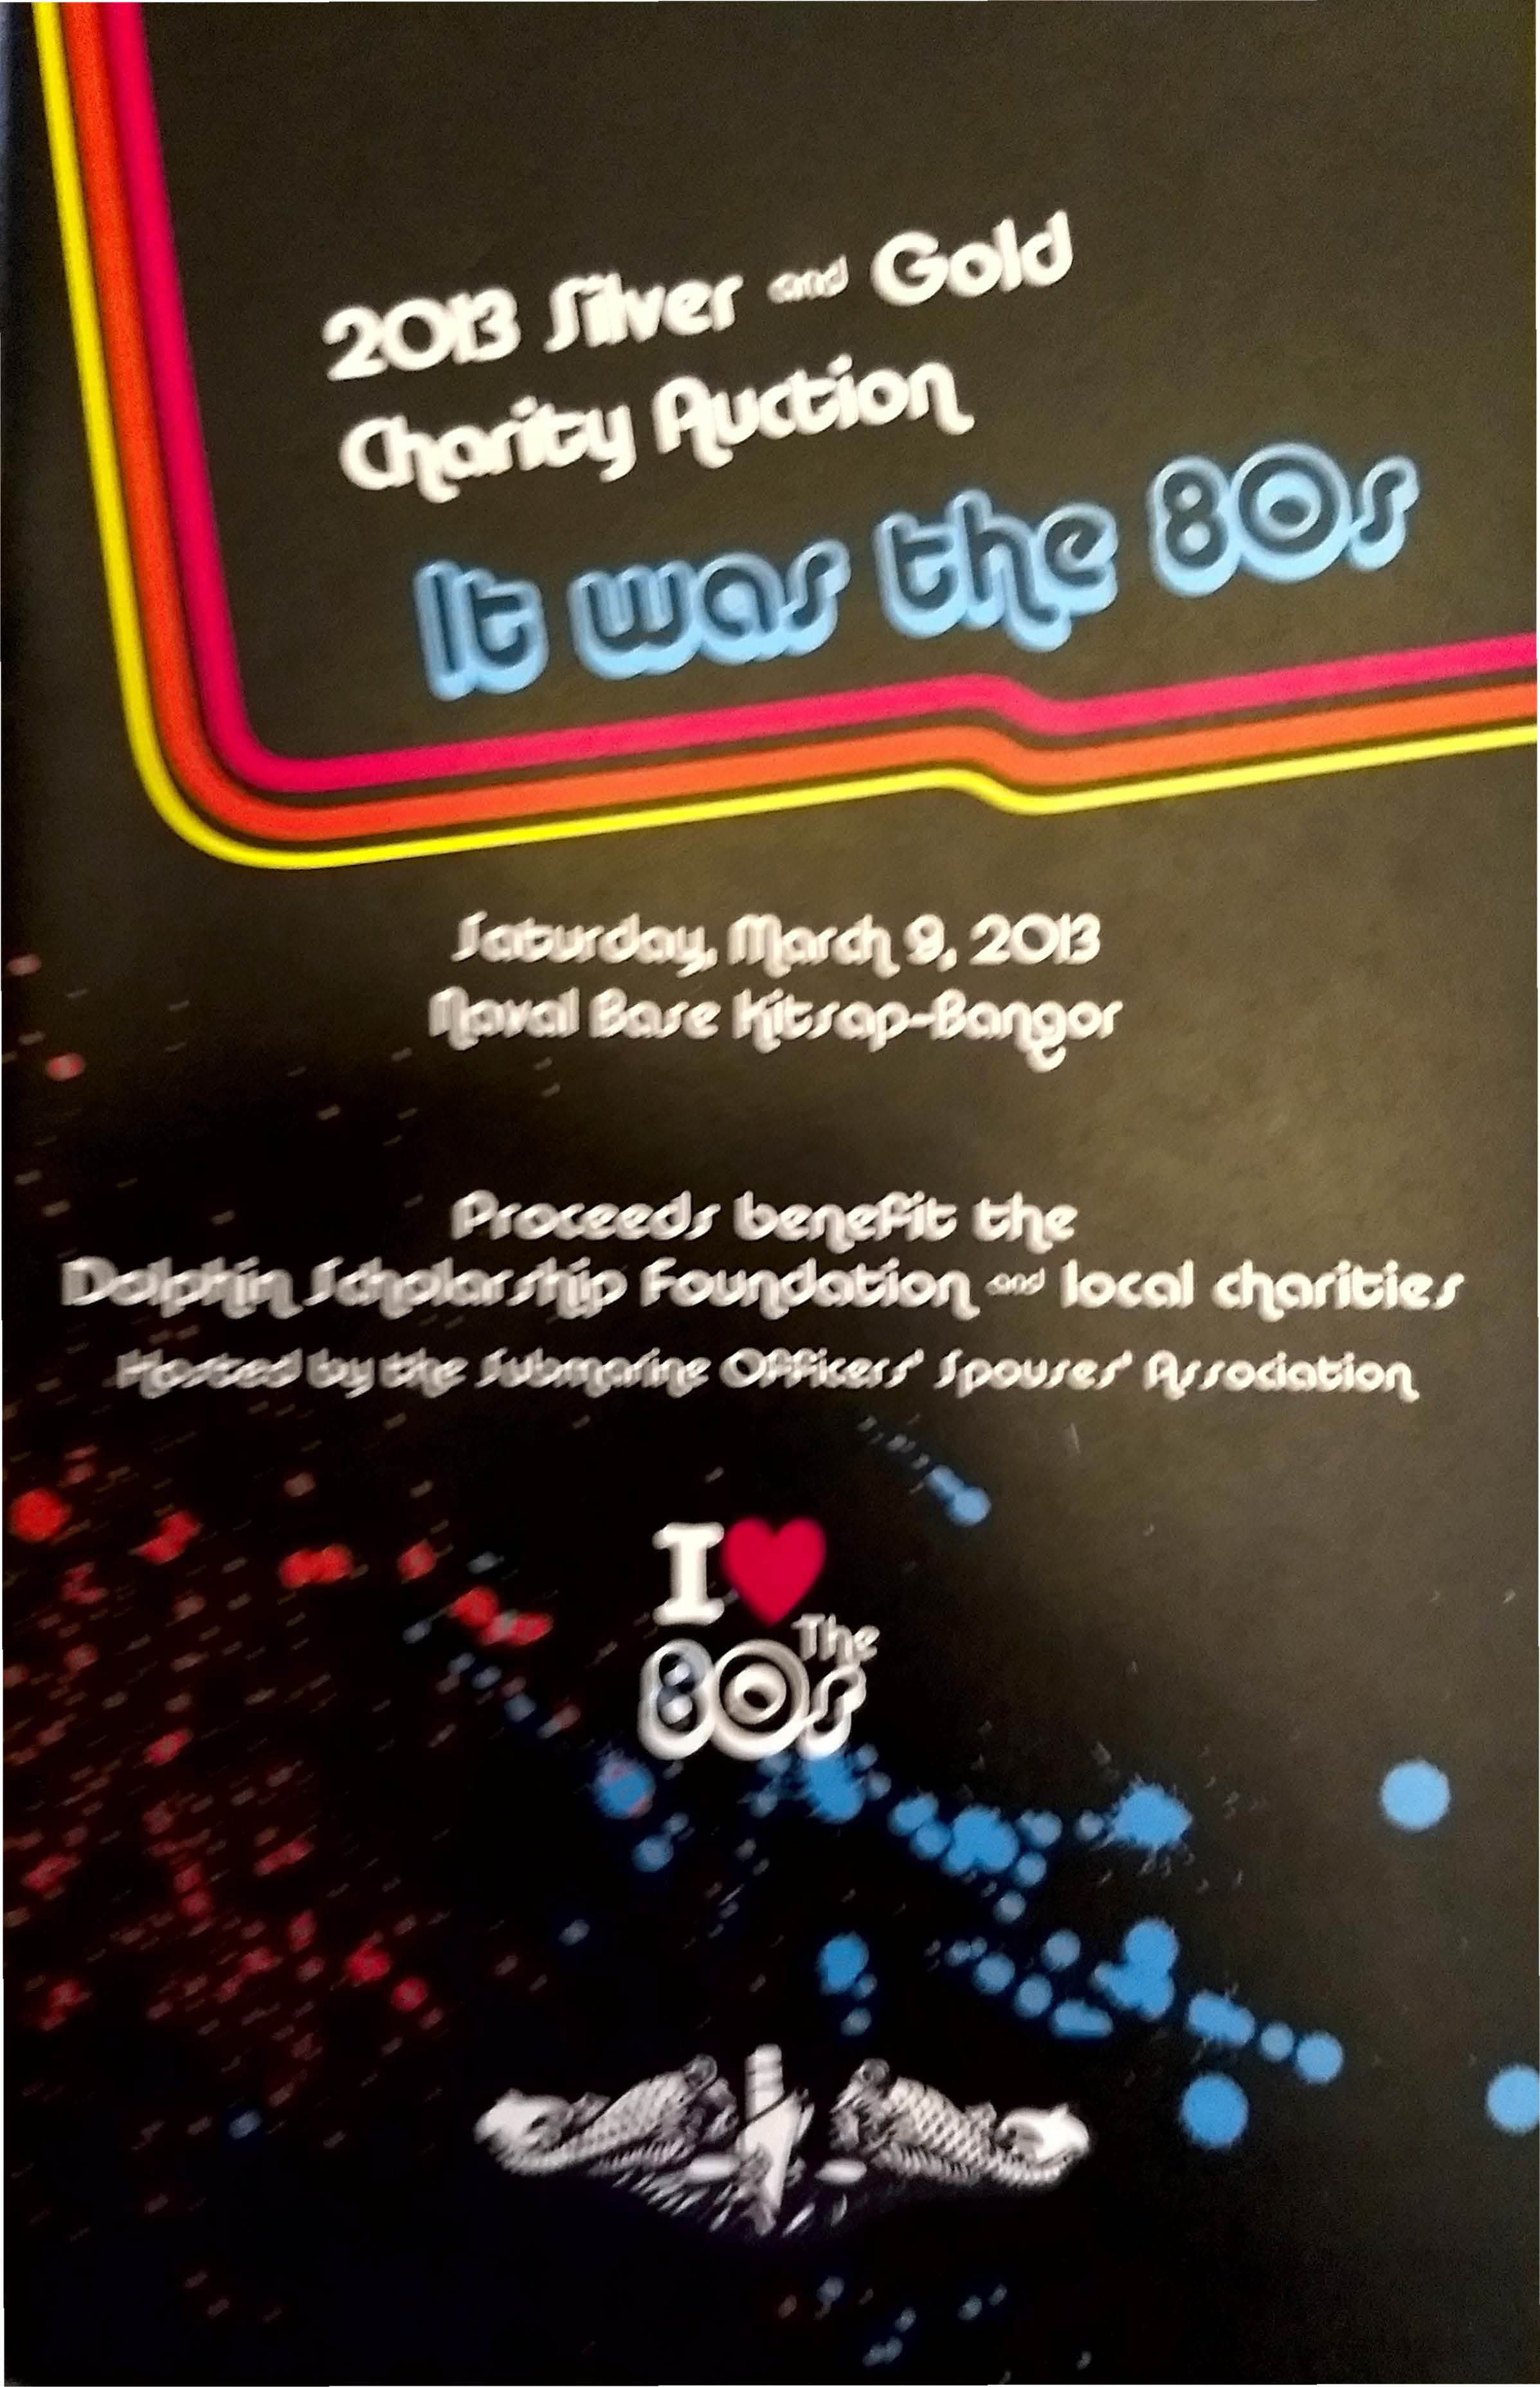 2013 Silver and Gold
Charity Auction
It was the 80s
Saturday, March 9, 2013
Naval Base Kitsap-Bangor
Proceeds benefit the
Dolphin Scholarship Foundation and local charities
Hosted by the Submarine Officers' Spouses' Association
I ♥
The
80s